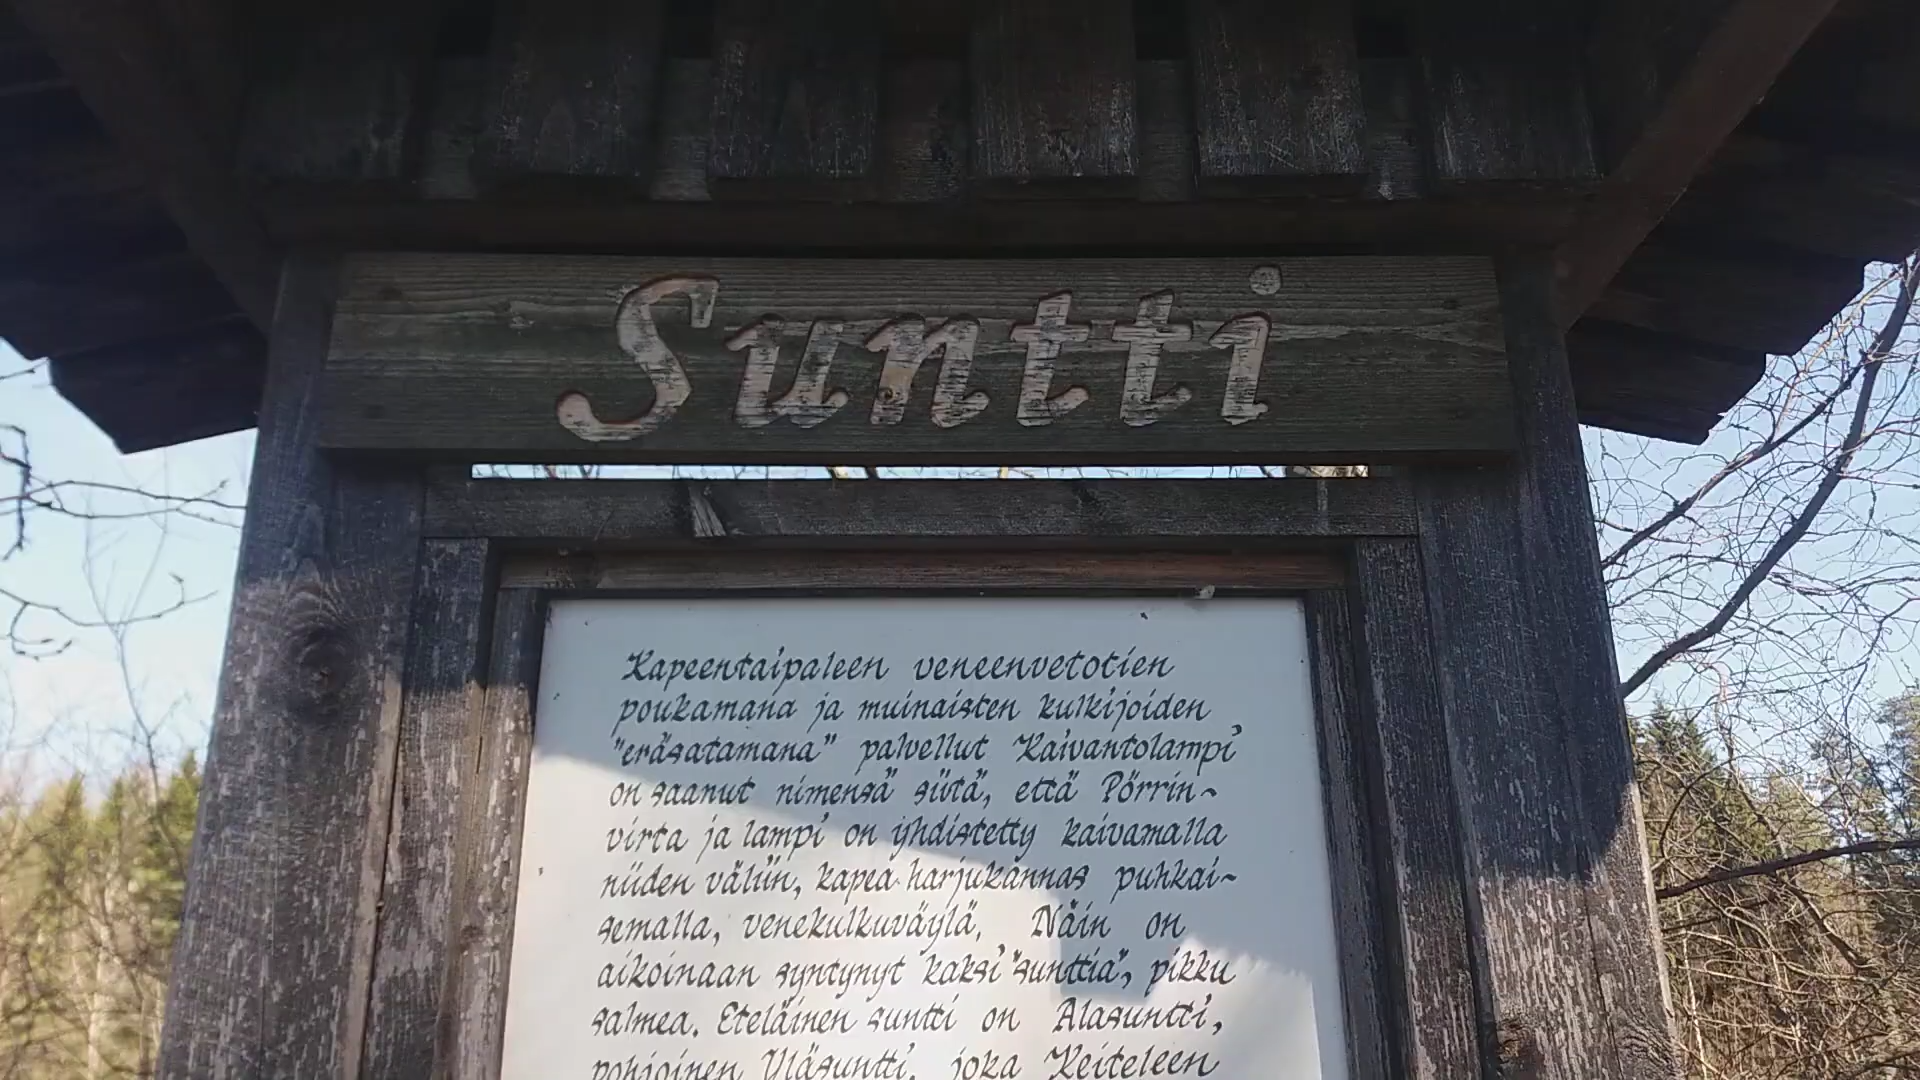 Suntti
Kapeentaipaleen veneenvetotien
poukamana ja muinaisten kulkijoiden
"eräsatamana" palvellut Kaivantolampi
on saanut nimensä siitä, että Pörrin-
virta ja lampi on yhdistetty kaivamalla
niiden väliin, kapea harjukannas puhkai-
semalla, venekulkuväylä. Näin on
aikoinaan syntynyt kaksi "sunttia", pikku
salmea. Eteläinen suntti on Alasuntti,
pohjoinen Yläsuntti, joka Keiteleen